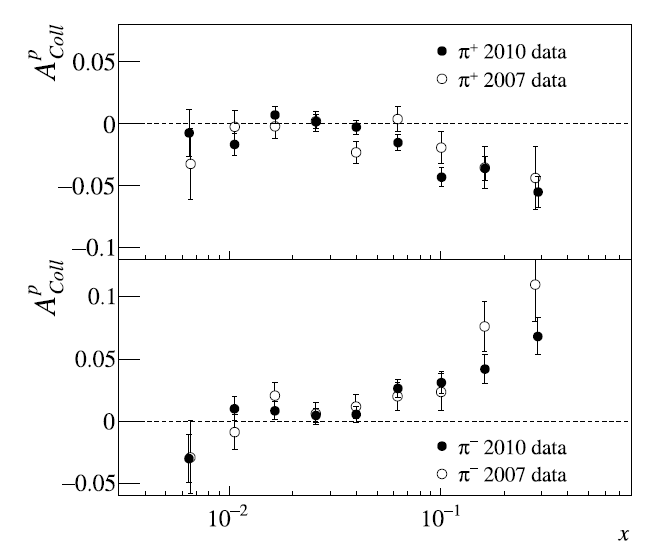 A^p_Coll
0.05
π⁺ 2010 data
π⁺ 2007 data
0
−0.05
−0.1
A^p_Coll
0.1
0.05
0
π⁻ 2010 data
π⁻ 2007 data
−0.05
10⁻²
10⁻¹
x